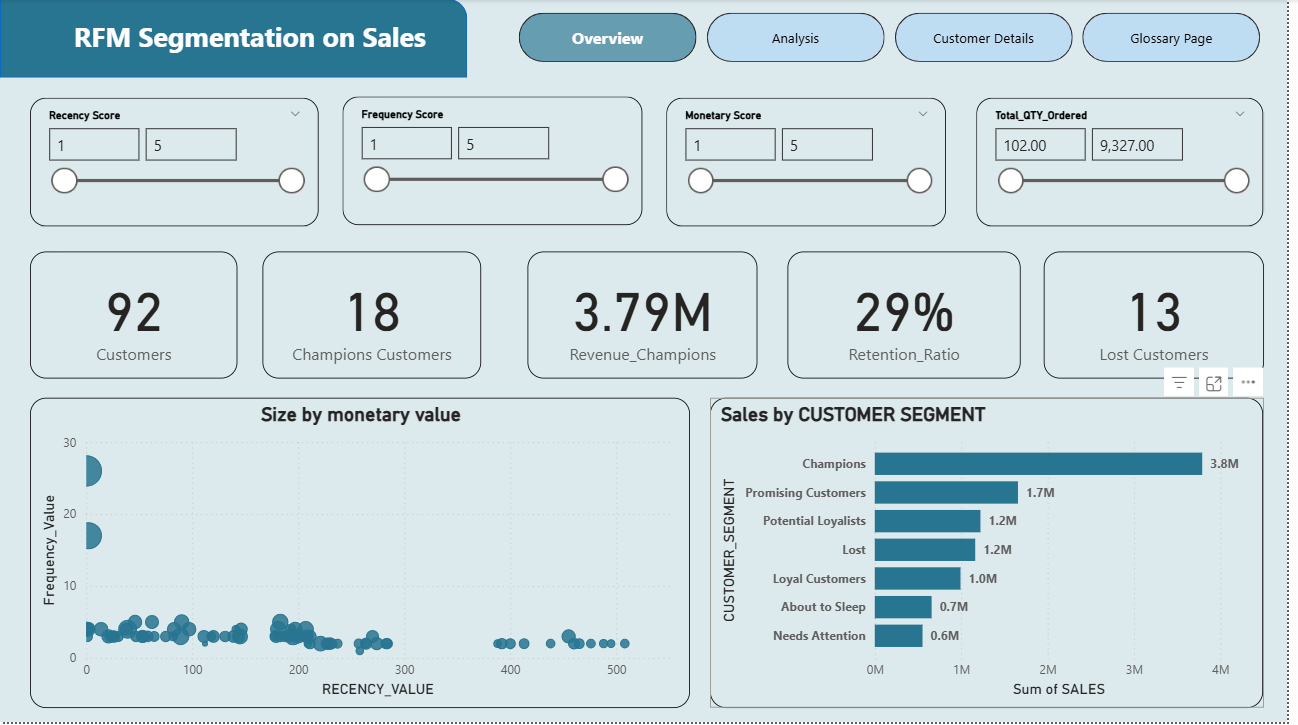 RFM Segmentation on Sales
Overview
Analysis
Customer Details
Glossary Page
Recency Score
1
5
Frequency Score
1
5
Monetary Score
1
5
Total_QTY_Ordered
102.00
9,327.00
92
Customers
18
Champions Customers
3.79M
Revenue_Champions
29%
Retention_Ratio
13
Lost Customers
Size by monetary value
Frequency_Value
30
20
10
0
0
100
200
300
400
500
RECENCY_VALUE
Sales by CUSTOMER SEGMENT
CUSTOMER_SEGMENT
Champions
3.8M
Promising Customers
1.7M
Potential Loyalists
1.2M
Lost
1.2M
Loyal Customers
1.0M
About to Sleep
0.7M
Needs Attention
0.6M
0M
1M
2M
3M
4M
Sum of SALES